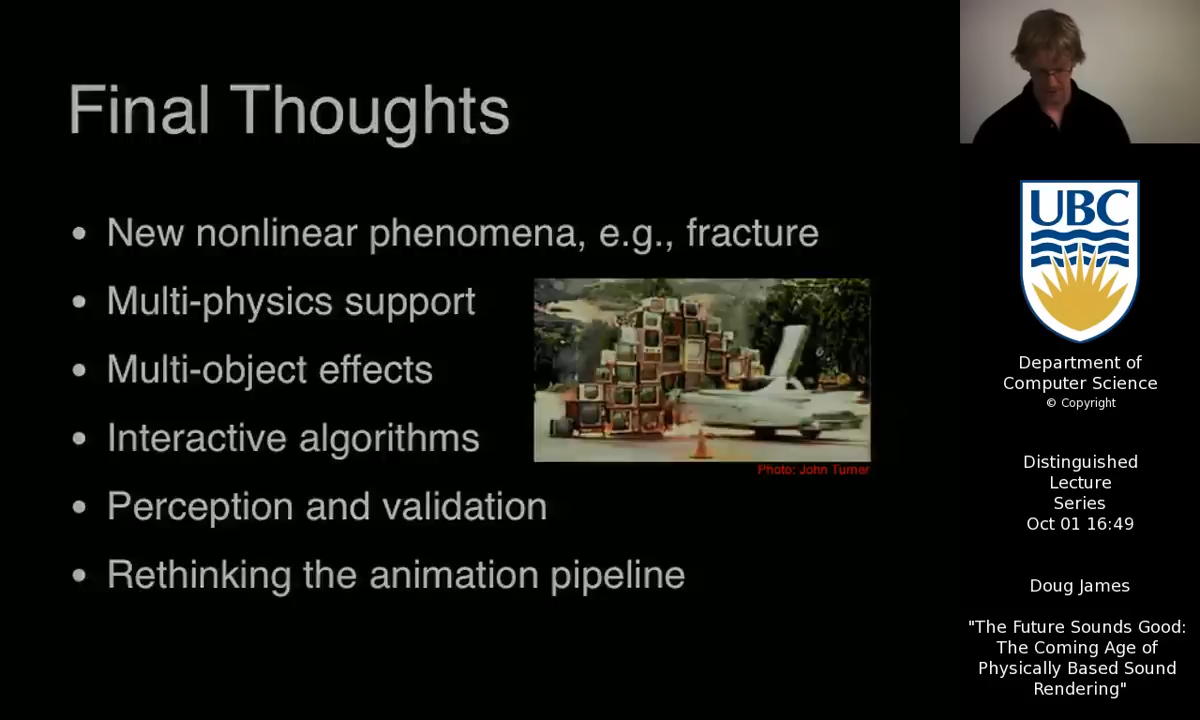 Final Thoughts
• New nonlinear phenomena, e.g., fracture
• Multi-physics support
• Multi-object effects
• Interactive algorithms
• Perception and validation
• Rethinking the animation pipeline
Photo: John Turner
UBC
Department of
Computer Science
© Copyright
Distinguished
Lecture
Series
Oct 01 16:49
Doug James
"The Future Sounds Good:
The Coming Age of
Physically Based Sound
Rendering"